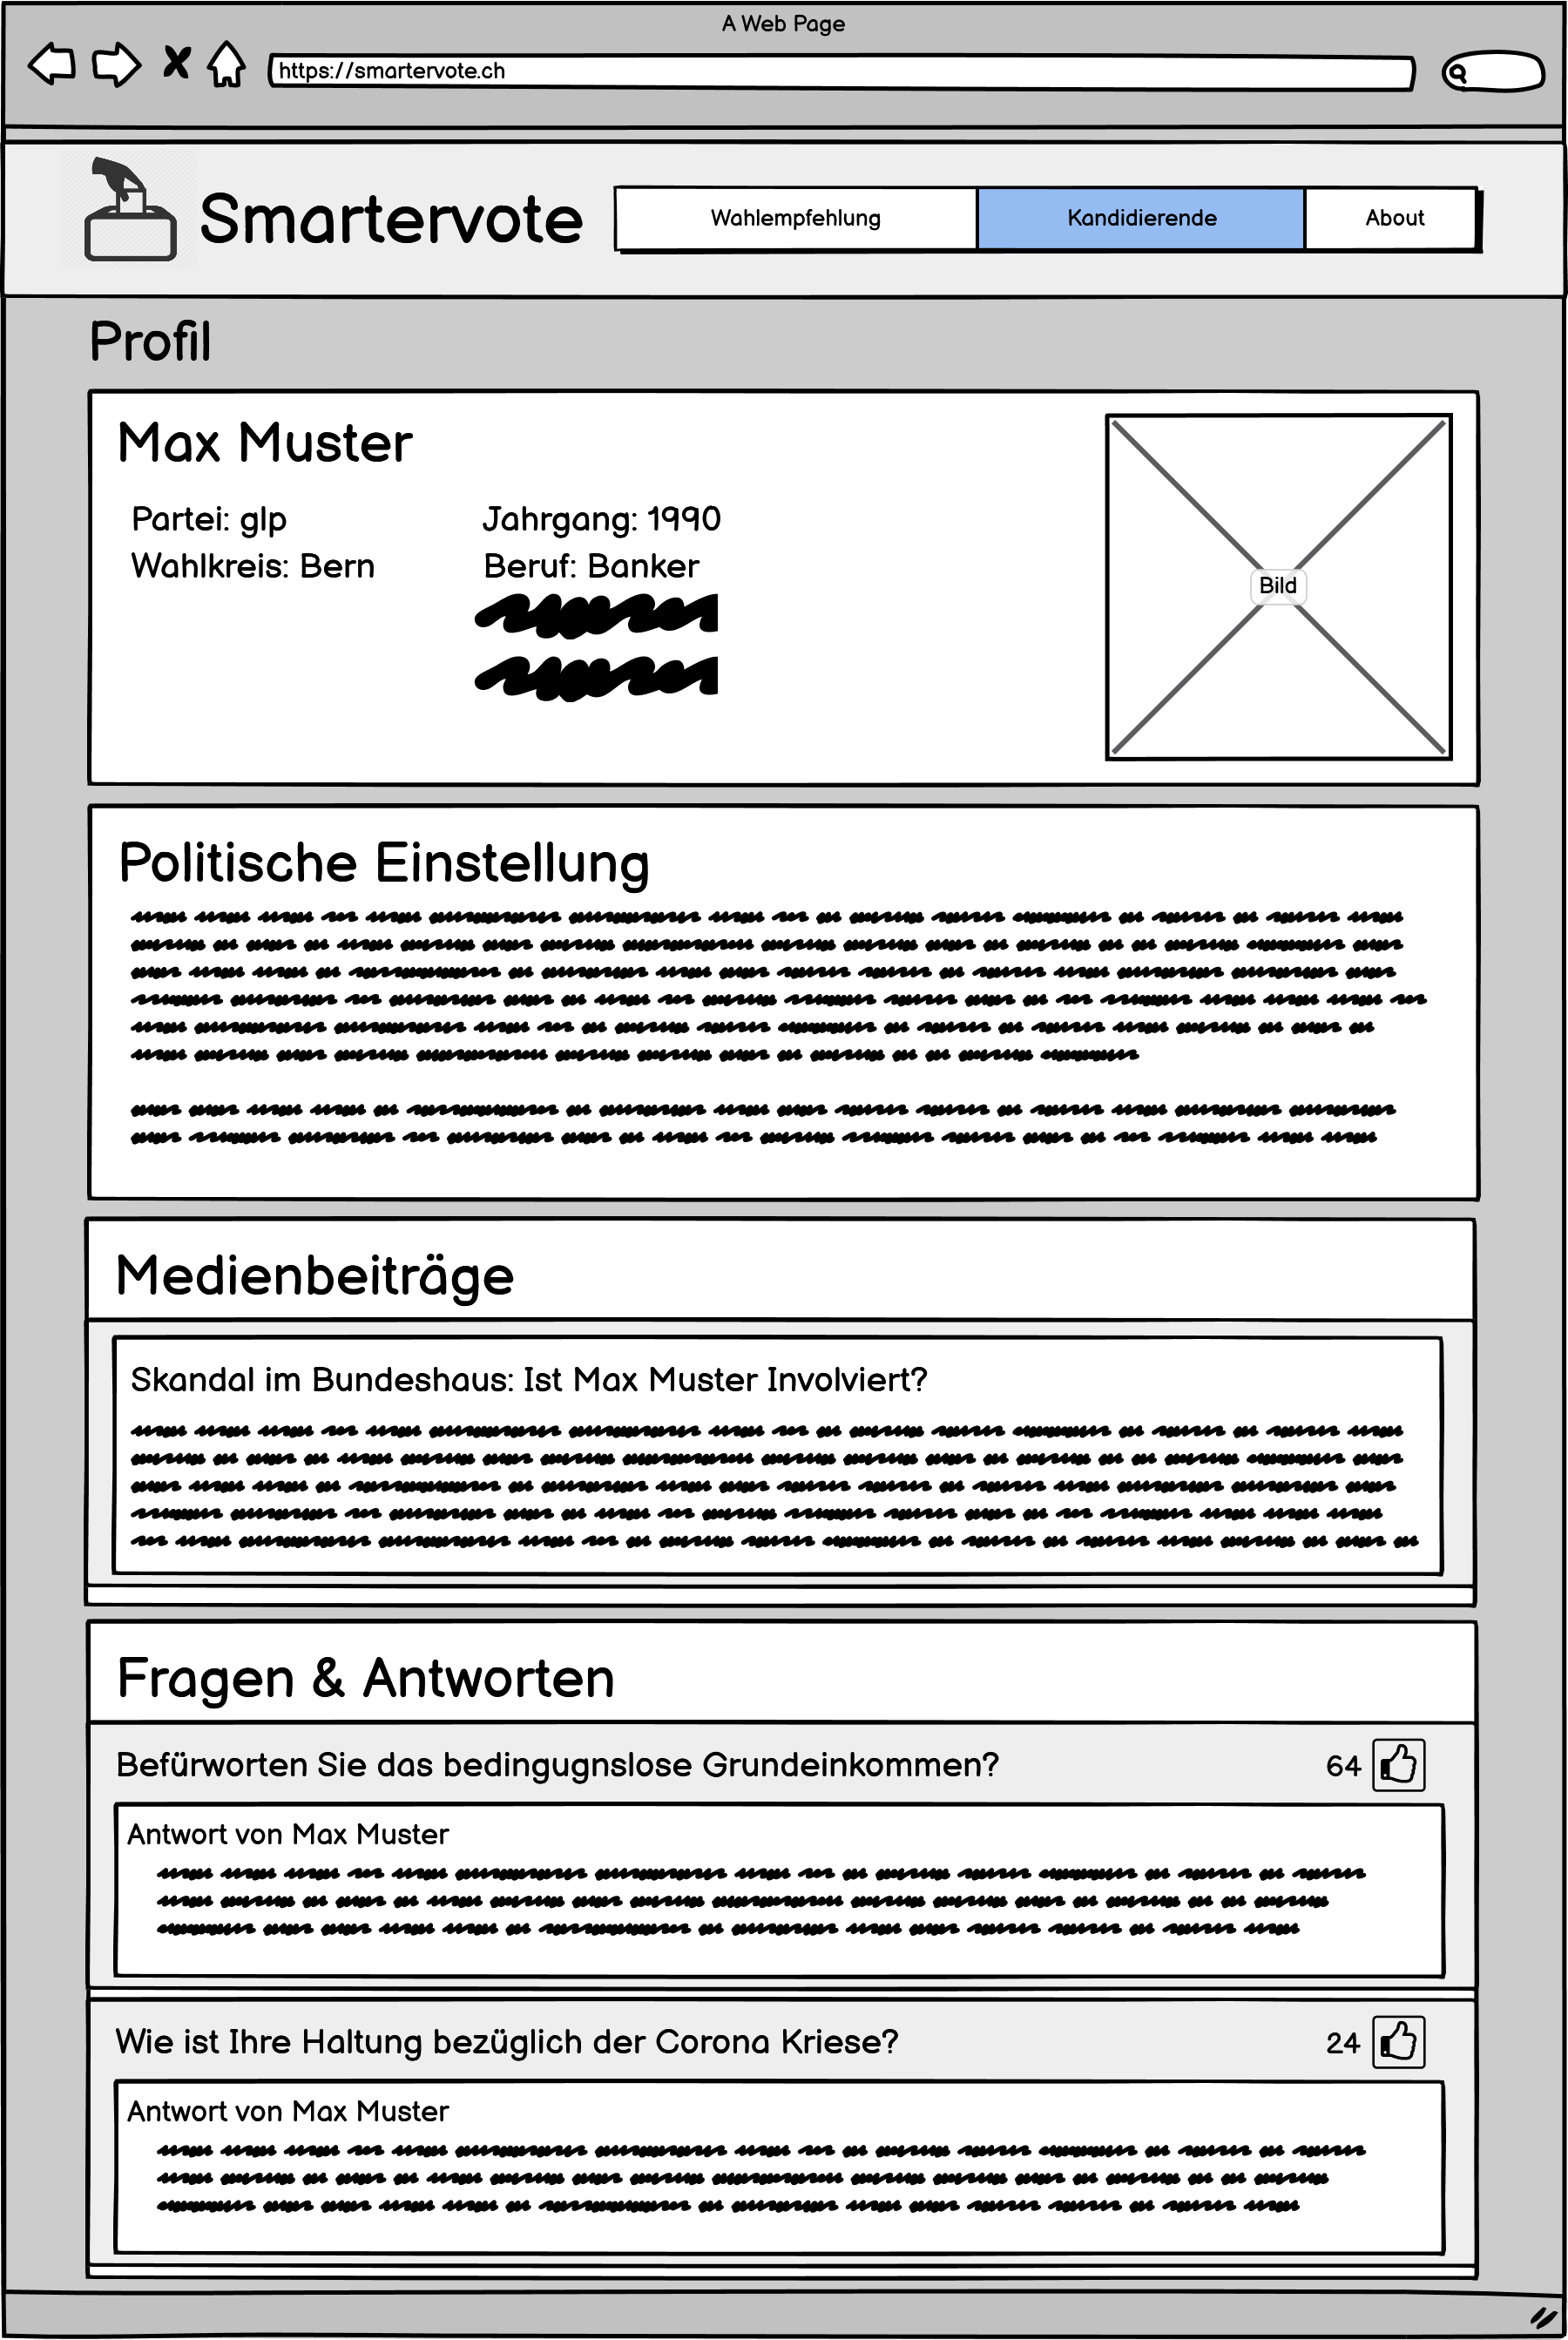 A Web Page
https://smartervote.ch
Smartervote
Wahlempfehlung Kandidierende About
Profil
Max Muster
Partei: glp Jahrgang: 1990
Wahlkreis: Bern Beruf: Banker
Bild
Politische Einstellung
Medienbeiträge
Skandal im Bundeshaus: Ist Max Muster Involviert?
Fragen & Antworten
Befürworten Sie das bedingugnslose Grundeinkommen? 64
Antwort von Max Muster
Wie ist Ihre Haltung bezüglich der Corona Kriese? 24
Antwort von Max Muster